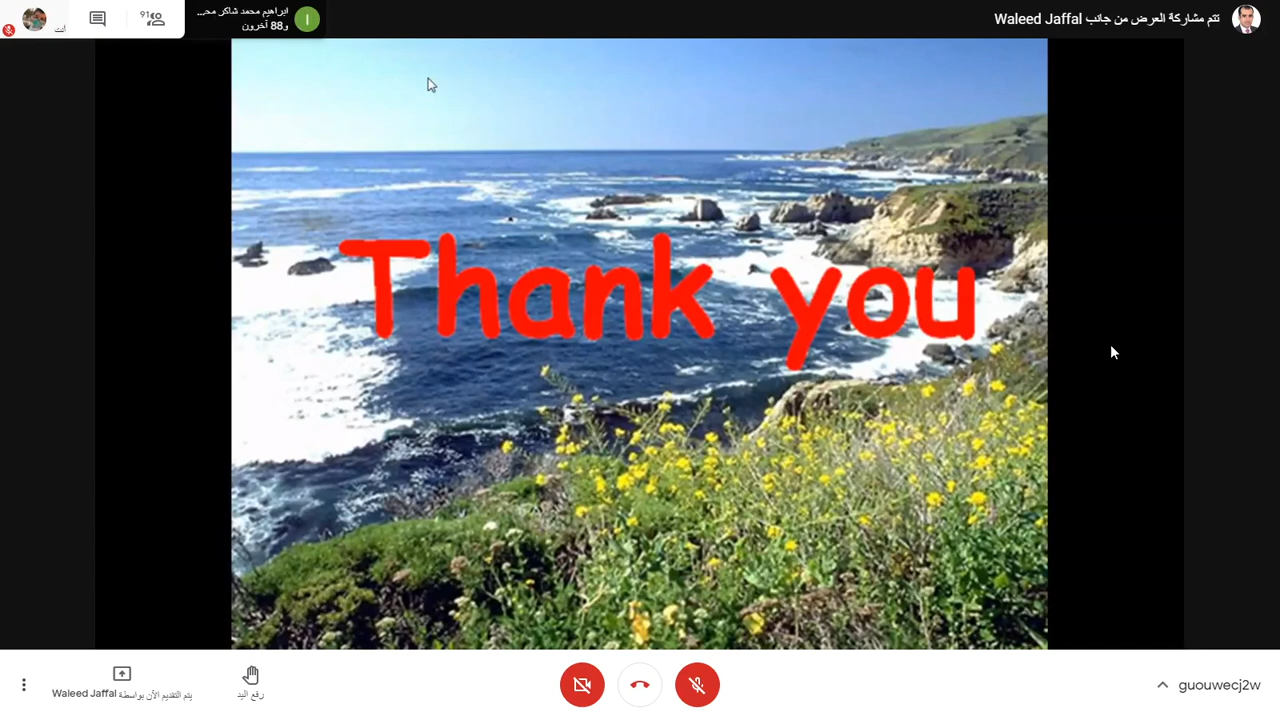 تتم مشاركة العرض من جانب Waleed Jaffal
ابراهيم محمد شاكر محـ...
و88 آخرون
91
أنت
Thank you
يتم التقديم الآن بواسطة Waleed Jaffal
رفع اليد
guouwecj2w